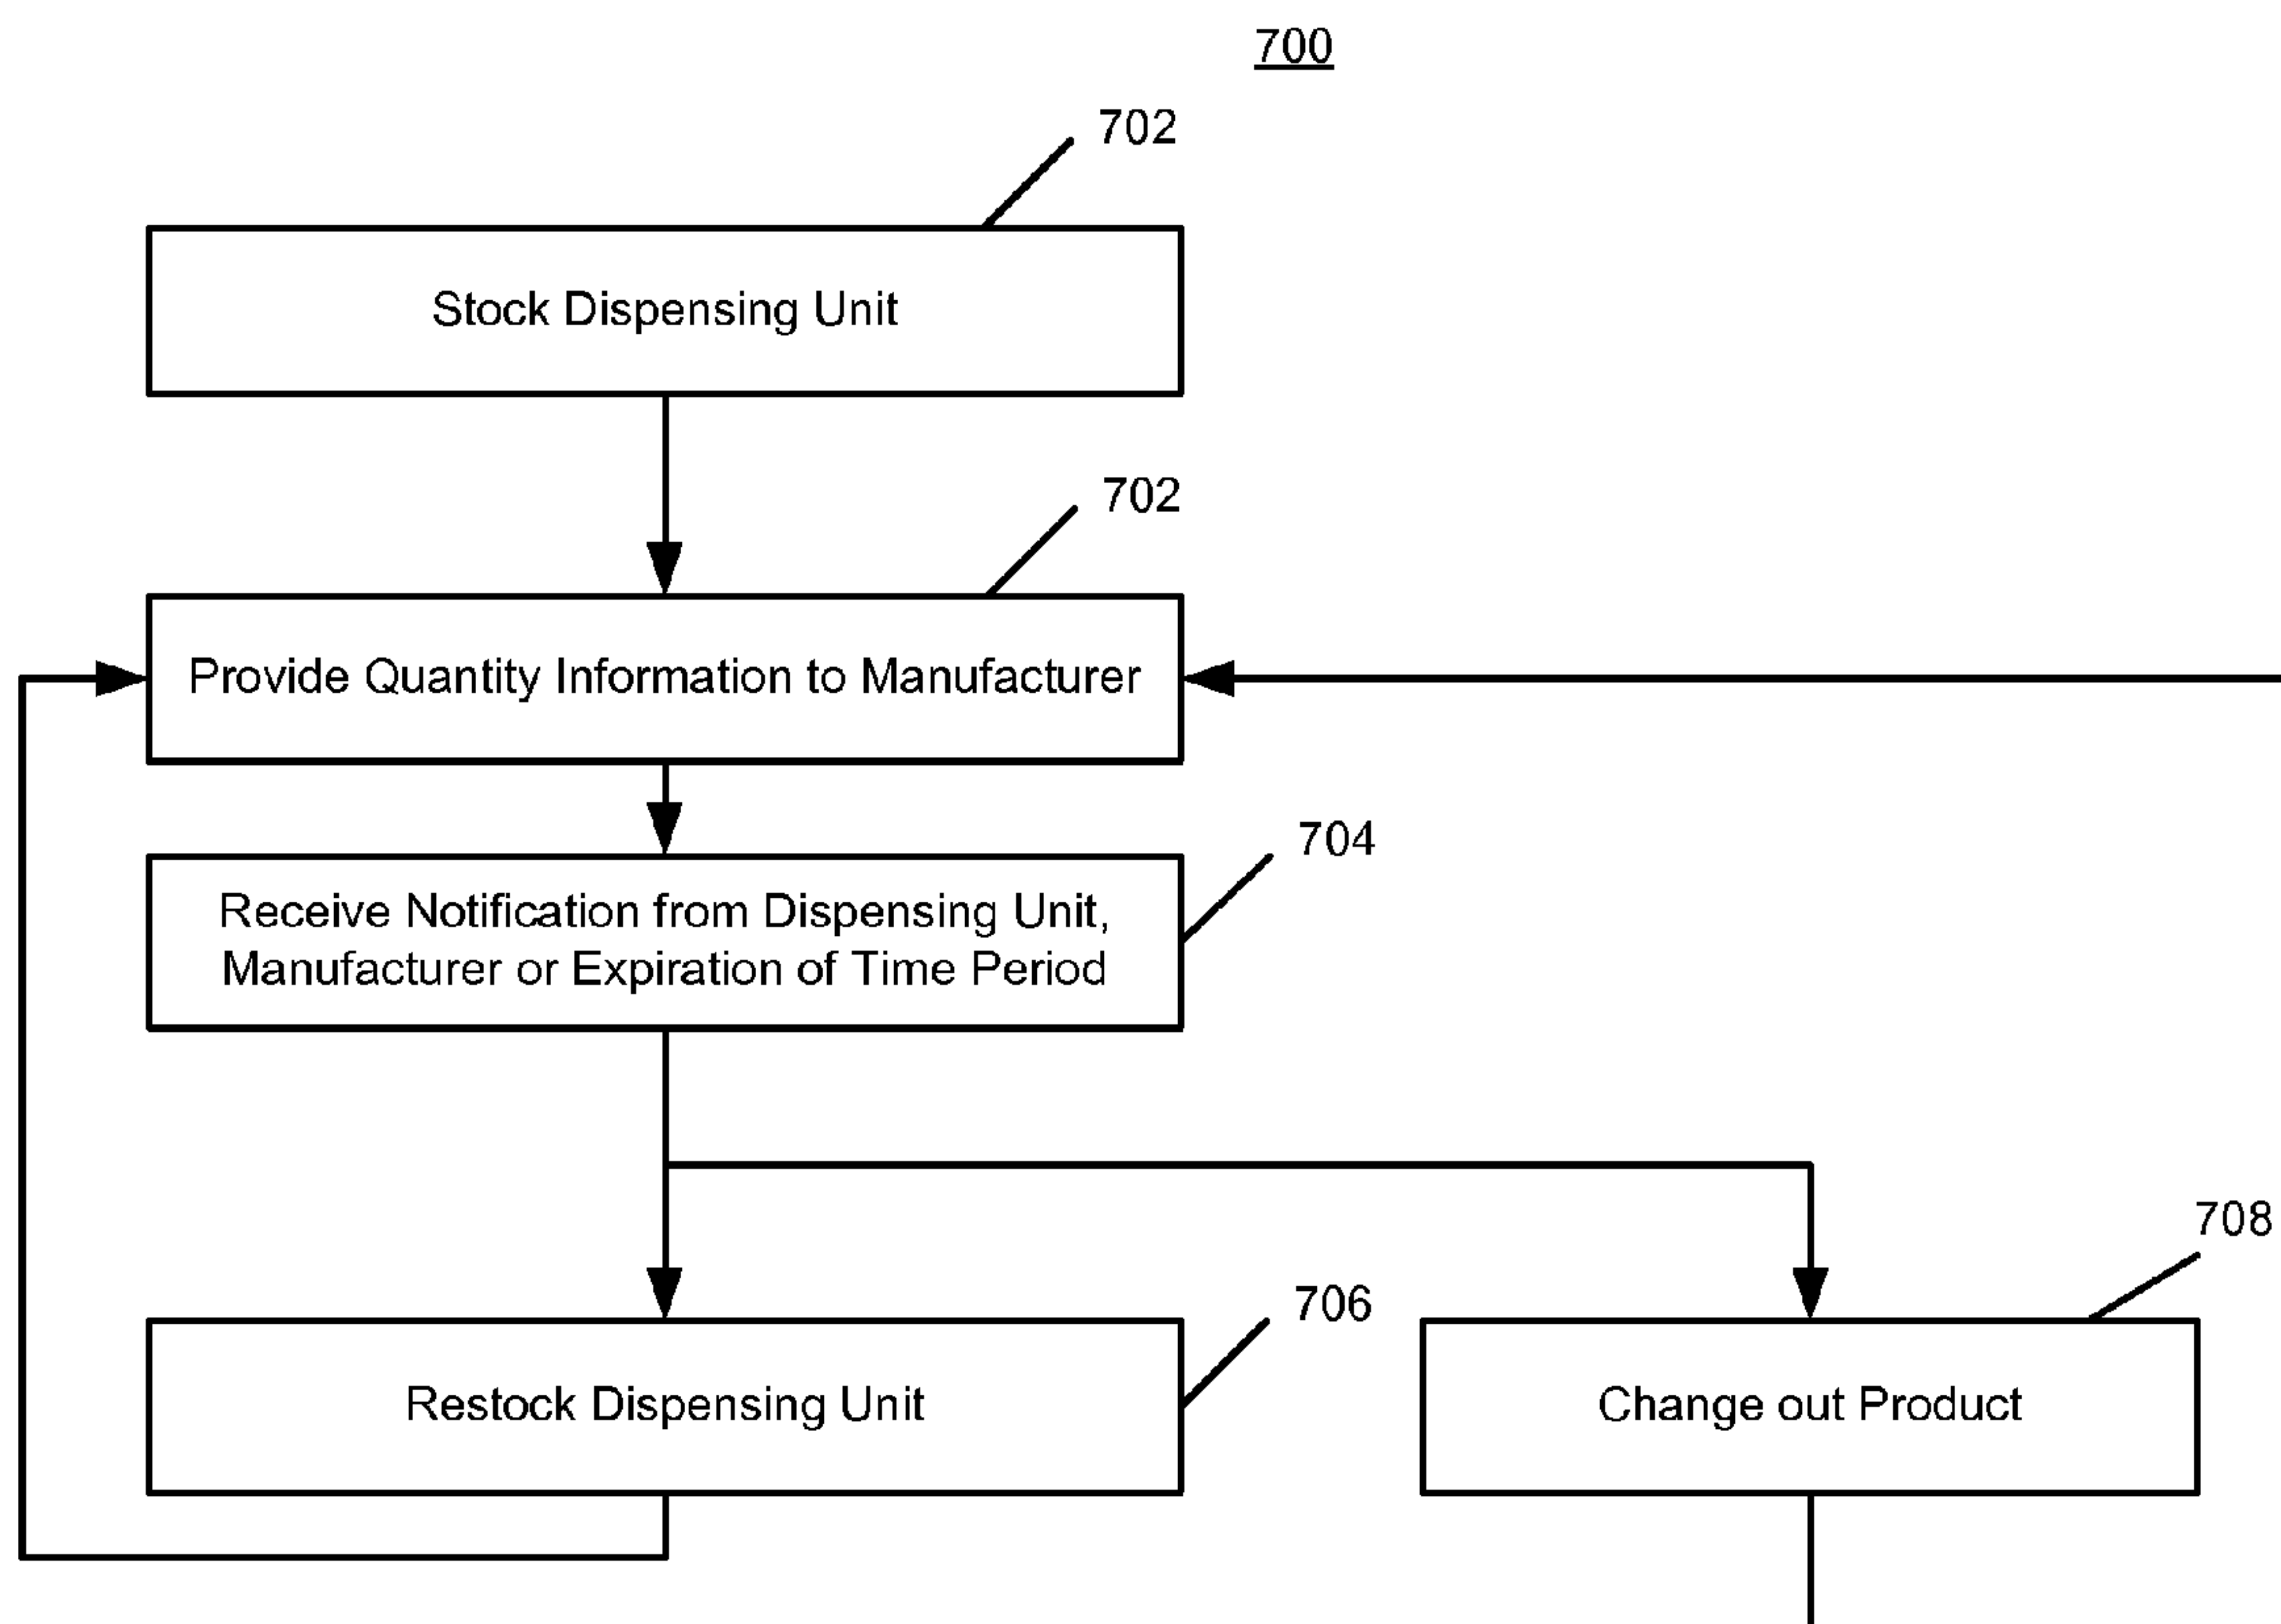 700
702
Stock Dispensing Unit
702
Provide Quantity Information to Manufacturer
704
Receive Notification from Dispensing Unit,
Manufacturer or Expiration of Time Period
708
706
Restock Dispensing Unit
Change out Product